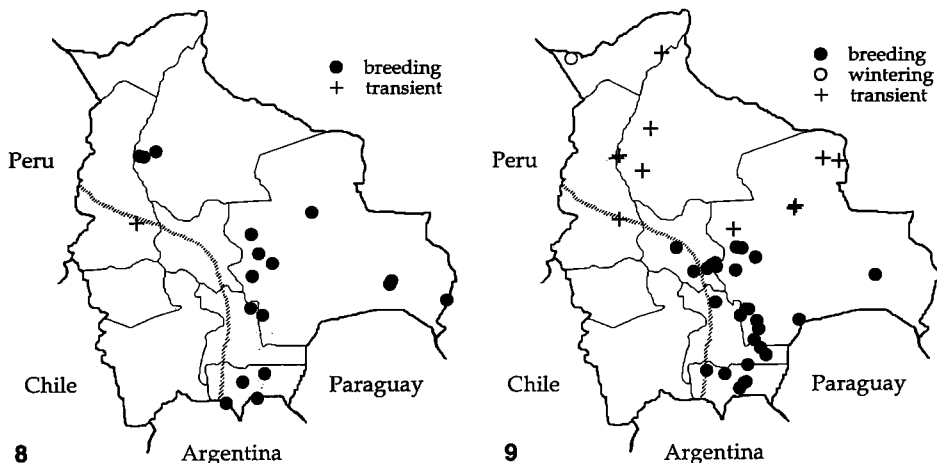 ● breeding
+ transient
Peru
Chile
Paraguay
Argentina
8
● breeding
○ wintering
+ transient
Peru
Chile
Paraguay
Argentina
9